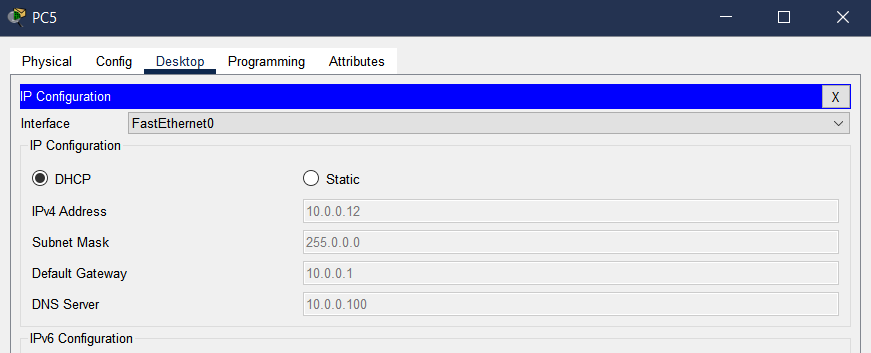 PC5
Physical Config Desktop Programming Attributes
IP Configuration X
Interface FastEthernet0
IP Configuration
DHCP Static
IPv4 Address 10.0.0.12
Subnet Mask 255.0.0.0
Default Gateway 10.0.0.1
DNS Server 10.0.0.100
IPv6 Configuration